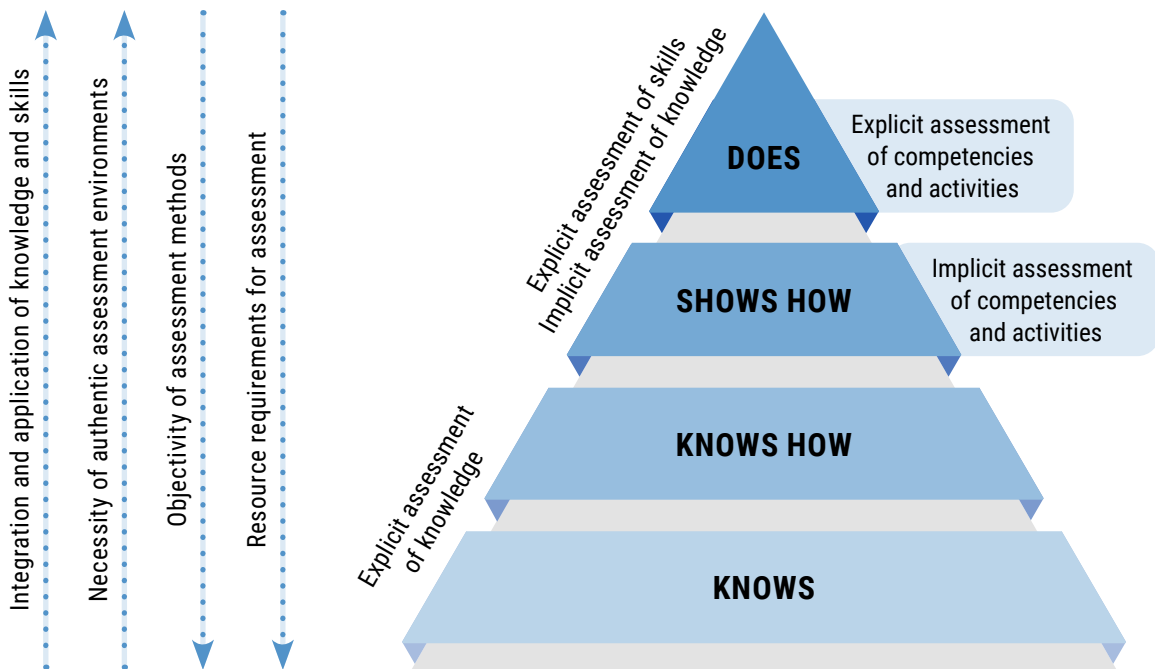 Integration and application of knowledge and skills
Necessity of authentic assessment environments
Objectivity of assessment methods
Resource requirements for assessment
Explicit assessment of skills
Implicit assessment of knowledge
DOES
Explicit assessment
of competencies
and activities
SHOWS HOW
Implicit assessment
of competencies
and activities
Explicit assessment
of knowledge
KNOWS HOW
KNOWS